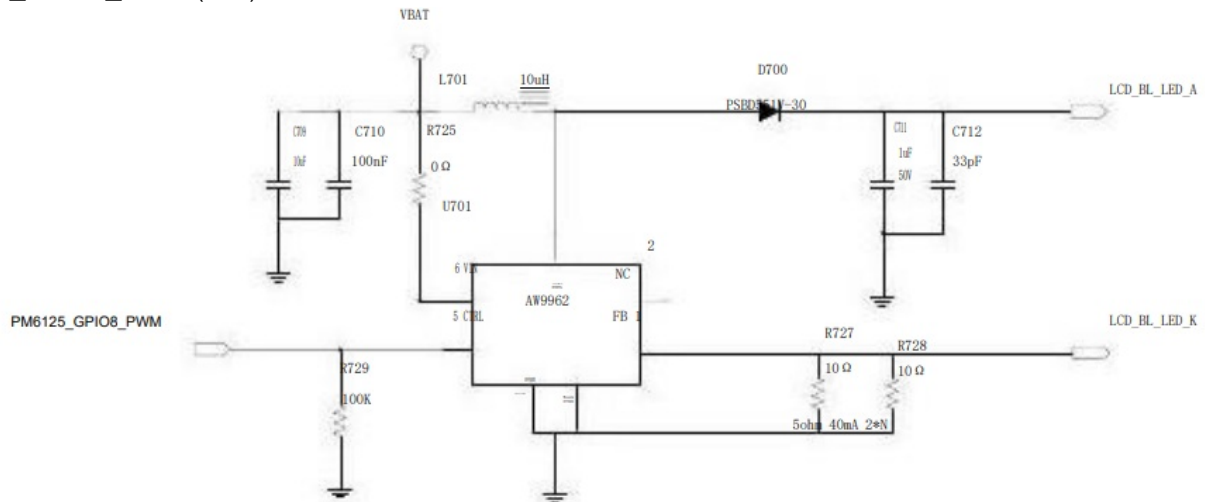 VBAT
L701
10uH
D700
LCD_BL_LED_A
C710
R725
C711
C712
100nF
1uF
33pF
0Ω
50V
U701
2
6 VIN
NC
AW9962
PM6125_GPIO8_PWM
5 CTRL
FB 1
LCD_BL_LED_K
R727
R728
R729
10Ω
10Ω
100K
5ohm 40mA 2*N